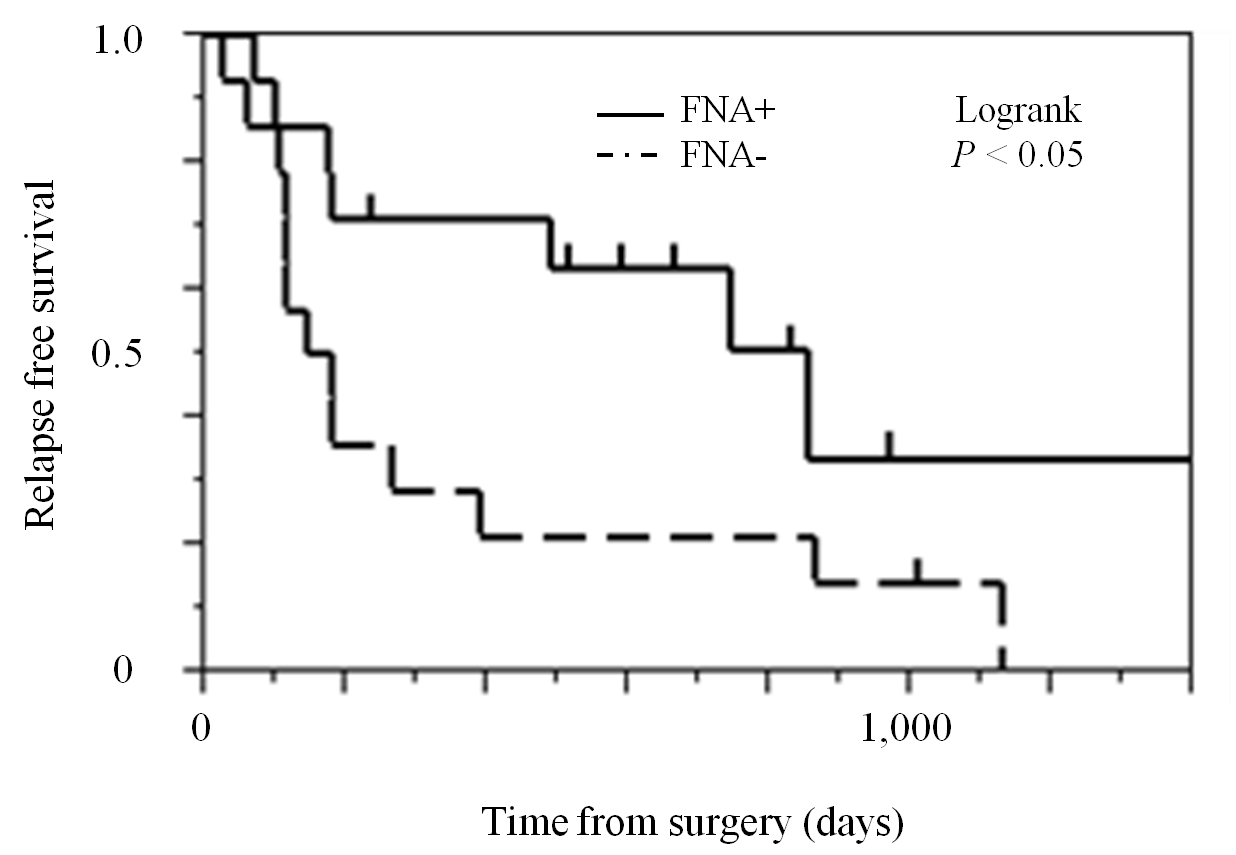 1.0
FNA+ Logrank
FNA- P < 0.05
Relapse free survival
0.5
0
0 1,000
Time from surgery (days)